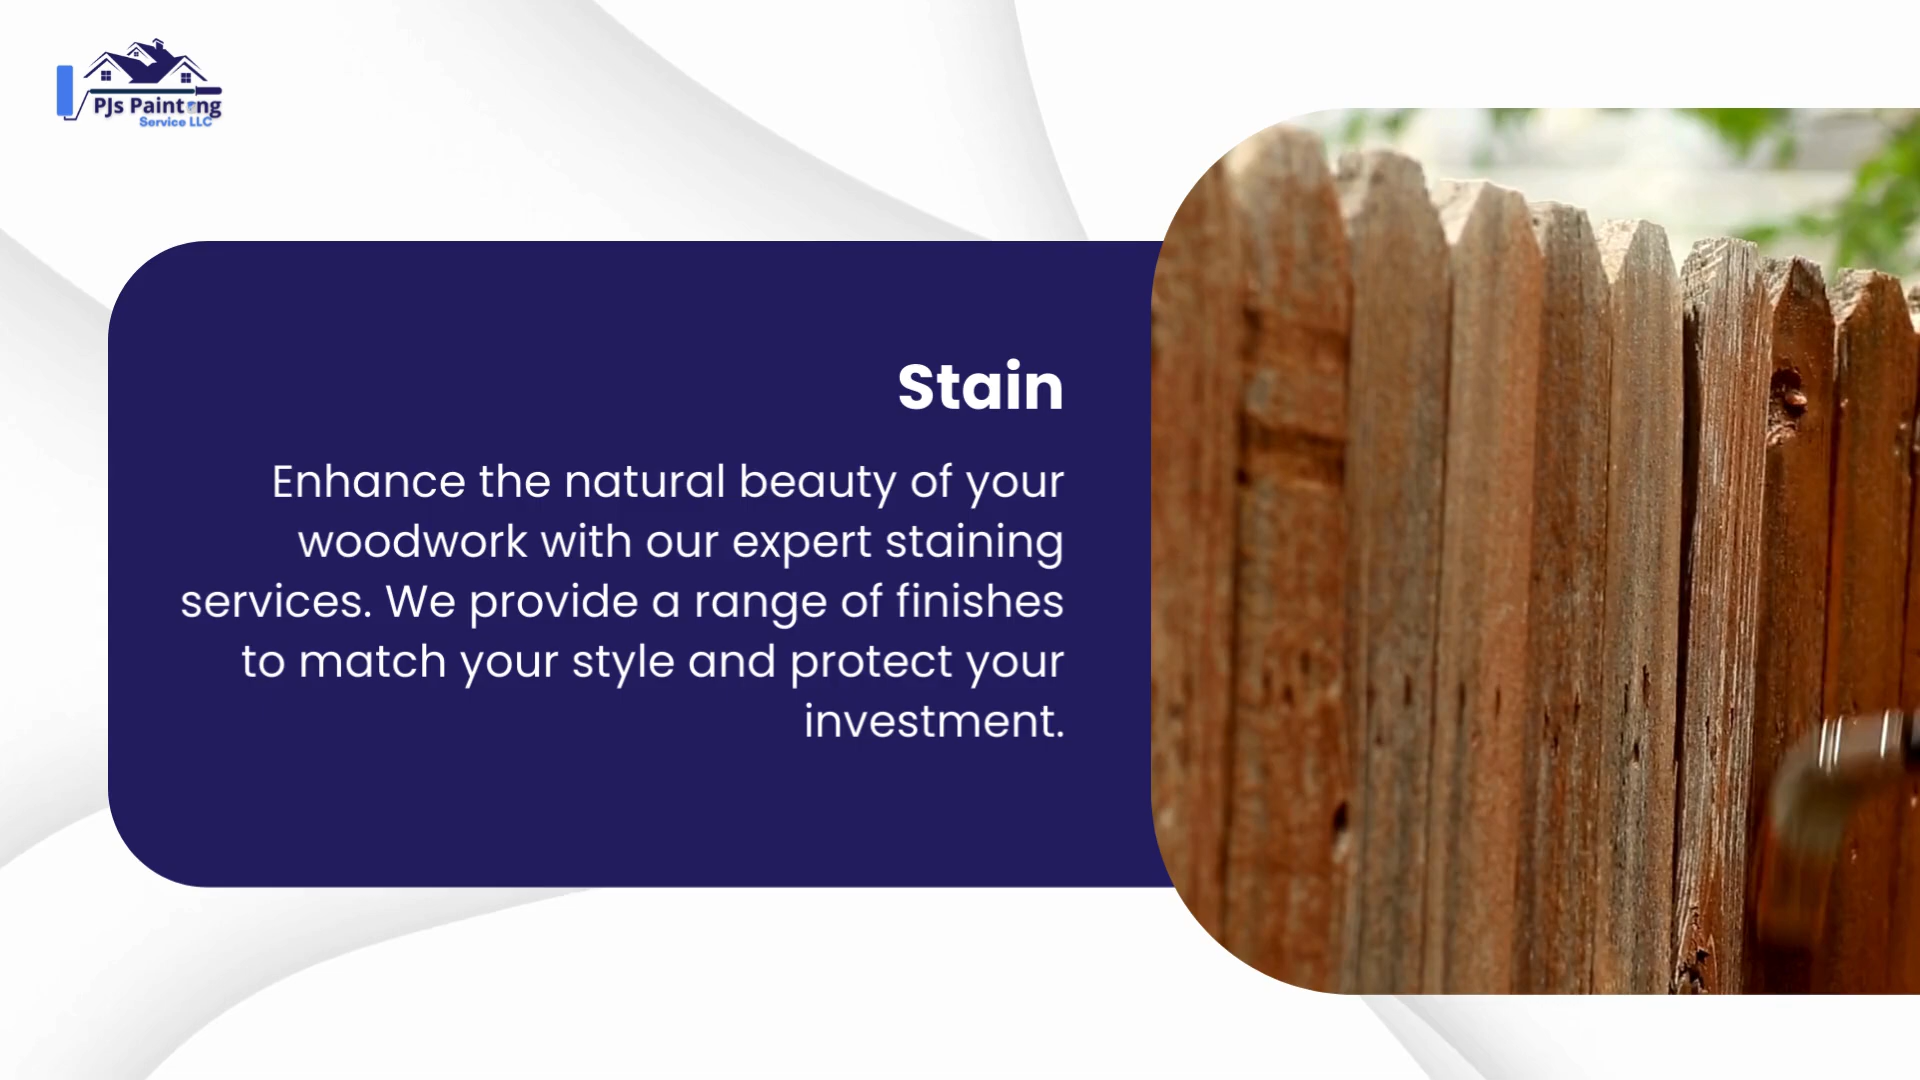 PJs Painting
Service LLC
Stain
Enhance the natural beauty of your
woodwork with our expert staining
services. We provide a range of finishes
to match your style and protect your
investment.